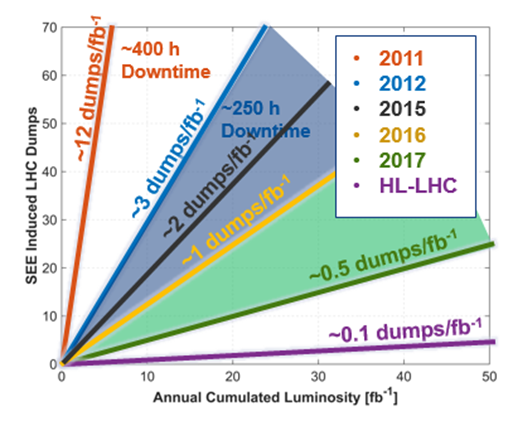 SEE Induced LHC Dumps
70
60
50
40
30
20
10
0
~12 dumps/fb-1
~400 h
Downtime
~3 dumps/fb-1
~250 h
Downtime
~2 dumps/fb-1
~1 dumps/fb-1
~0.5 dumps/fb-1
~0.1 dumps/fb-1
• 2011
• 2012
• 2015
• 2016
• 2017
• HL-LHC
0 10 20 30 40 50
Annual Cumulated Luminosity [fb-1]